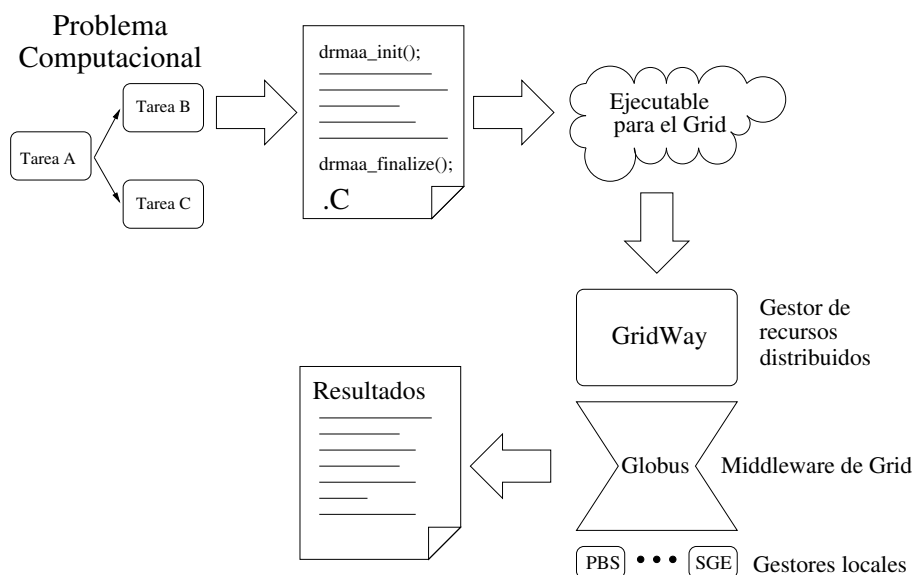 Problema
Computacional
Tarea A
Tarea B
Tarea C
drmaa_init();
drmaa_finalize();
.C
Ejecutable
para el Grid
GridWay
Gestor de
recursos
distribuidos
Resultados
Globus
Middleware de Grid
PBS
SGE
Gestores locales